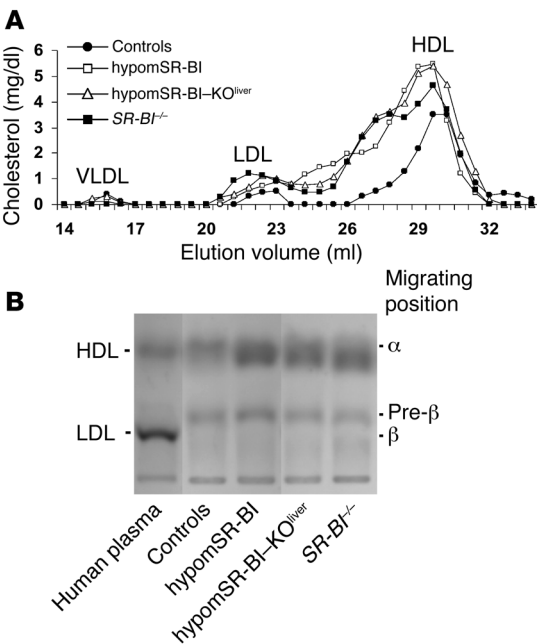 A
Cholesterol (mg/dl)
6
5
4
3
2
1
0
Controls
hypomSR-BI
hypomSR-BI–KOliver
SR-BI-/-
VLDL
LDL
HDL
14 17 20 23 26 29 32
Elution volume (ml)
B
Migrating
position
HDL -
LDL -
- α
- Pre-β
- β
Human plasma
Controls
hypomSR-BI
hypomSR-BI–KOliver
SR-BI-/-